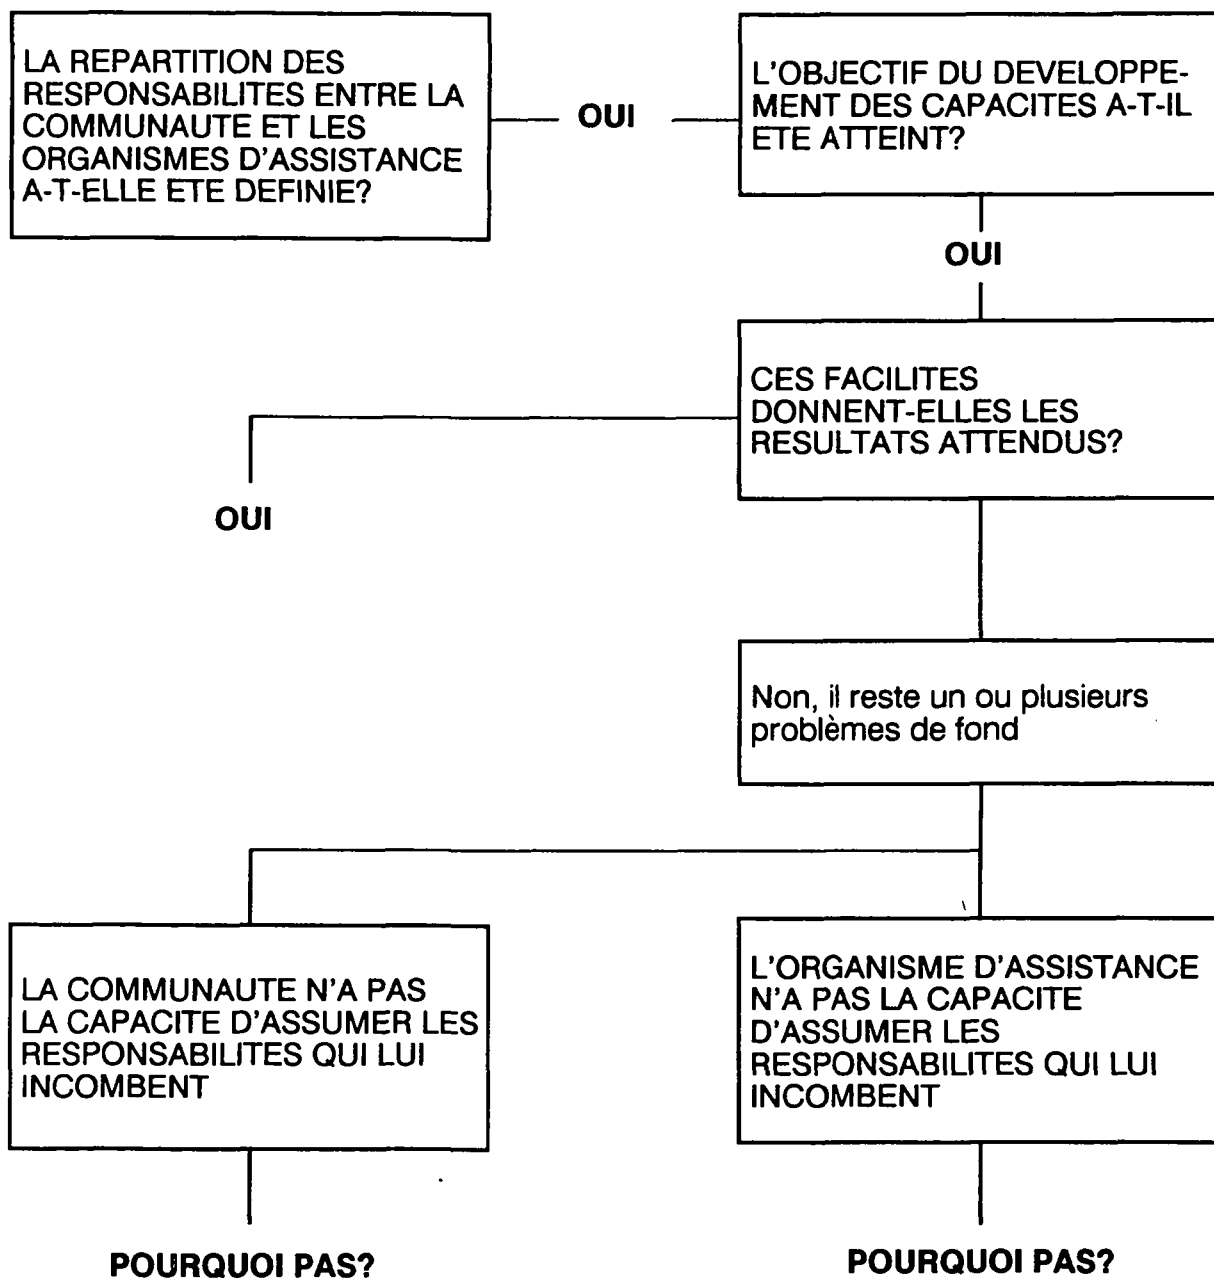 LA REPARTITION DES
RESPONSABILITES ENTRE LA
COMMUNAUTE ET LES
ORGANISMES D'ASSISTANCE
A-T-ELLE ETE DEFINIE?
OUI
L'OBJECTIF DU DEVELOPPE-
MENT DES CAPACITES A-T-IL
ETE ATTEINT?
OUI
CES FACILITES
DONNENT-ELLES LES
RESULTATS ATTENDUS?
OUI
Non, il reste un ou plusieurs
problèmes de fond
LA COMMUNAUTE N'A PAS
LA CAPACITE D'ASSUMER LES
RESPONSABILITES QUI LUI
INCOMBENT
L'ORGANISME D'ASSISTANCE
N'A PAS LA CAPACITE
D'ASSUMER LES
RESPONSABILITES QUI LUI
INCOMBENT
POURQUOI PAS?
POURQUOI PAS?